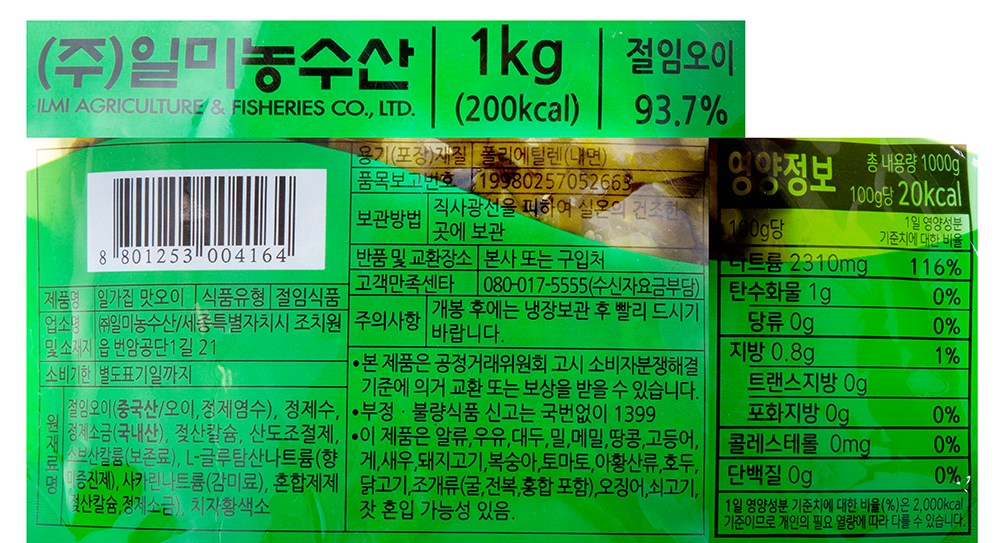 (주)일미농수산
ILMI AGRICULTURE & FISHERIES CO., LTD.
1kg
(200kcal)
절임오이
93.7%
8 801253 004164
제품명 일가집 맛오이 식품유형 절임식품
업소명 및소재지 ㈜일미농수산/세종특별자치시 조치원
읍 번암공단1길 21
소비기한 별도표기일까지
원재료명 절임오이(중국산/오이,정제염수), 정제수,
정제소금(국내산), 젖산칼슘, 산도조절제,
소브산칼륨(보존료), L-글루탐산나트륨(향
미증진제), 사카린나트륨(감미료), 혼합제제
(젖산칼슘,정제소금), 치자황색소
용기(포장)재질 폴리에틸렌(내면)
품목보고번호 19980257052663
보관방법 직사광선을 피하여 실온의 건조한
곳에 보관
반품 및 교환장소 본사 또는 구입처
고객만족센타 080-017-5555(수신자요금부담)
주의사항 개봉 후에는 냉장보관 후 빨리 드시기
바랍니다.
•본 제품은 공정거래위원회 고시 소비자분쟁해결
기준에 의거 교환 또는 보상을 받을 수 있습니다.
•부정·불량식품 신고는 국번없이 1399
•이 제품은 알류,우유,대두,밀,메밀,땅콩,고등어,
게,새우,돼지고기,복숭아,토마토,아황산류,호두,
닭고기,조개류(굴,전복,홍합 포함),오징어,쇠고기,
잣 혼입 가능성 있음.
영양정보
총 내용량 1000g
100g당 20kcal
100g당
1일 영양성분
기준치에 대한 비율
나트륨 2310mg 116%
탄수화물 1g 0%
당류 0g 0%
지방 0.8g 1%
트랜스지방 0g
포화지방 0g 0%
콜레스테롤 0mg 0%
단백질 0g 0%
1일 영양성분 기준치에 대한 비율(%)은 2,000kcal
기준이므로 개인의 필요 열량에 따라 다를 수 있습니다.